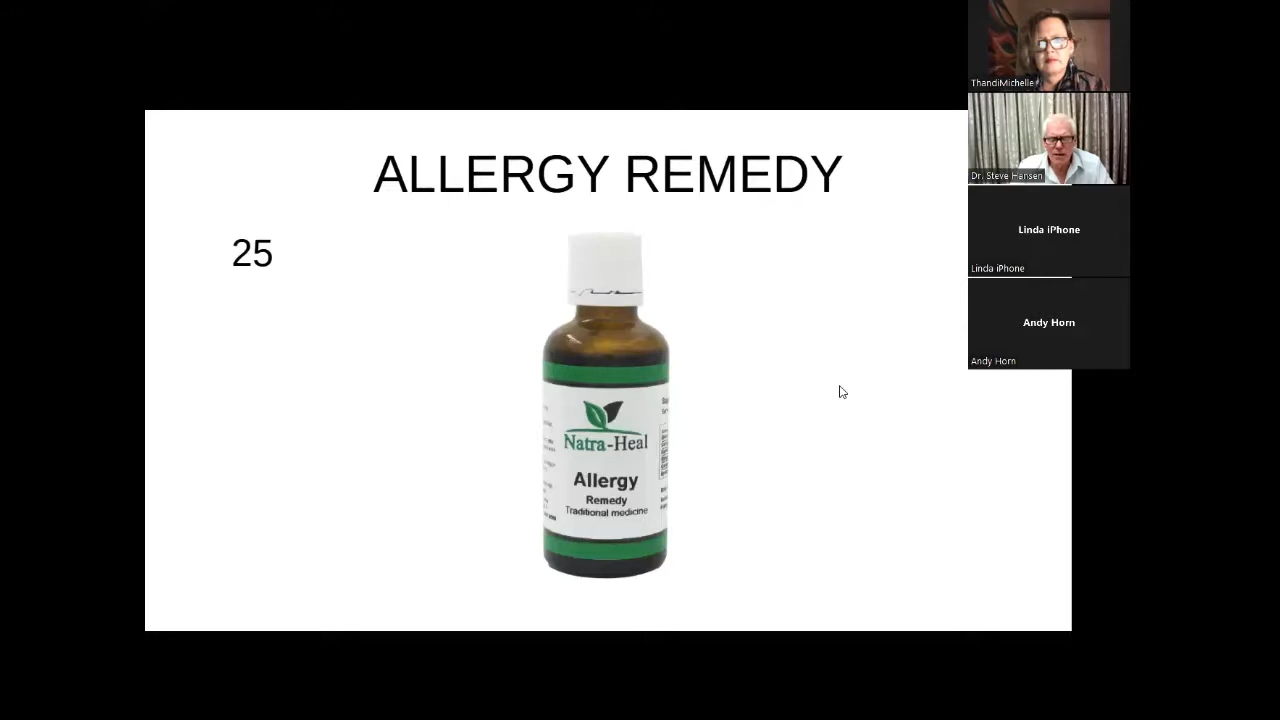 ALLERGY REMEDY
25
Natra-Heal
Allergy
Remedy
Traditional medicine
ThandiMichelle
Dr. Steve Hansen
Linda iPhone
Linda iPhone
Andy Horn
Andy Horn